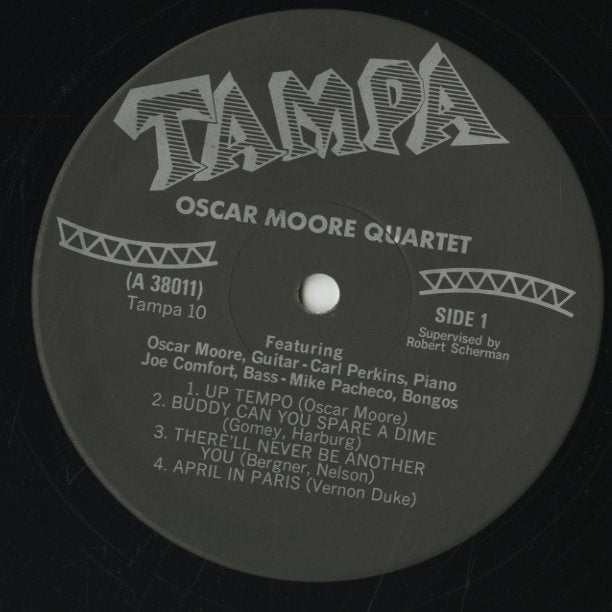 TAMPA
OSCAR MOORE QUARTET
(A 38011)
Tampa 10
SIDE 1
Supervised by
Robert Scherman
Featuring
Oscar Moore, Guitar - Carl Perkins, Piano
Joe Comfort, Bass - Mike Pacheco, Bongos
1. UP TEMPO (Oscar Moore)
2. BUDDY CAN YOU SPARE A DIME
(Gomey, Harburg)
3. THERE'LL NEVER BE ANOTHER
YOU (Bergner, Nelson)
4. APRIL IN PARIS (Vernon Duke)